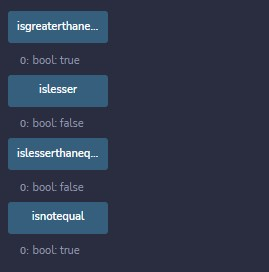 isgreaterthane...
0: bool: true
islesser
0: bool: false
islesserthaneq...
0: bool: false
isnotequal
0: bool: true